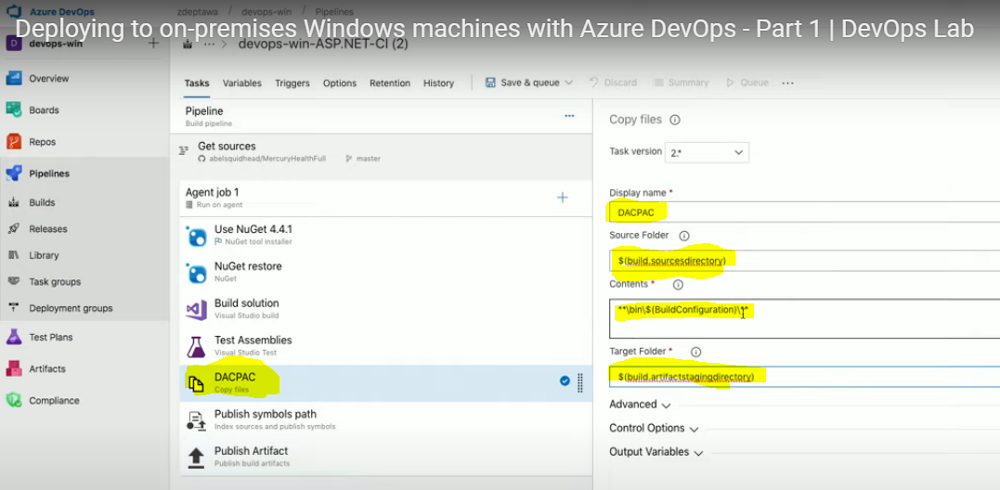 Azure DevOps
zdeptawa / devops-win / Pipelines
Deploying to on-premises Windows machines with Azure DevOps - Part 1 | DevOps Lab
D devops-win +
... > devops-win-ASP.NET-CI (2)
Overview
Boards
Repos
Pipelines
Builds
Releases
Library
Task groups
Deployment groups
Test Plans
Artifacts
Compliance
Tasks Variables Triggers Options Retention History Save & queue Discard Summary Queue ...
Pipeline ...
Build pipeline
Get sources
abelsquidhead/MercuryHealthFull master
Agent job 1 +
Run on agent
Use NuGet 4.4.1
NuGet tool installer
NuGet restore
NuGet
Build solution
Visual Studio build
Test Assemblies
Visual Studio Test
DACPAC
Copy files
Publish symbols path
Index sources and publish symbols
Publish Artifact
Publish build artifacts
Copy files
Task version 2.*
Display name *
DACPAC
Source Folder
$(build.sourcesdirectory)
Contents *
**\bin\$(BuildConfiguration)\**
Target Folder *
$(build.artifactstagingdirectory)
Advanced
Control Options
Output Variables